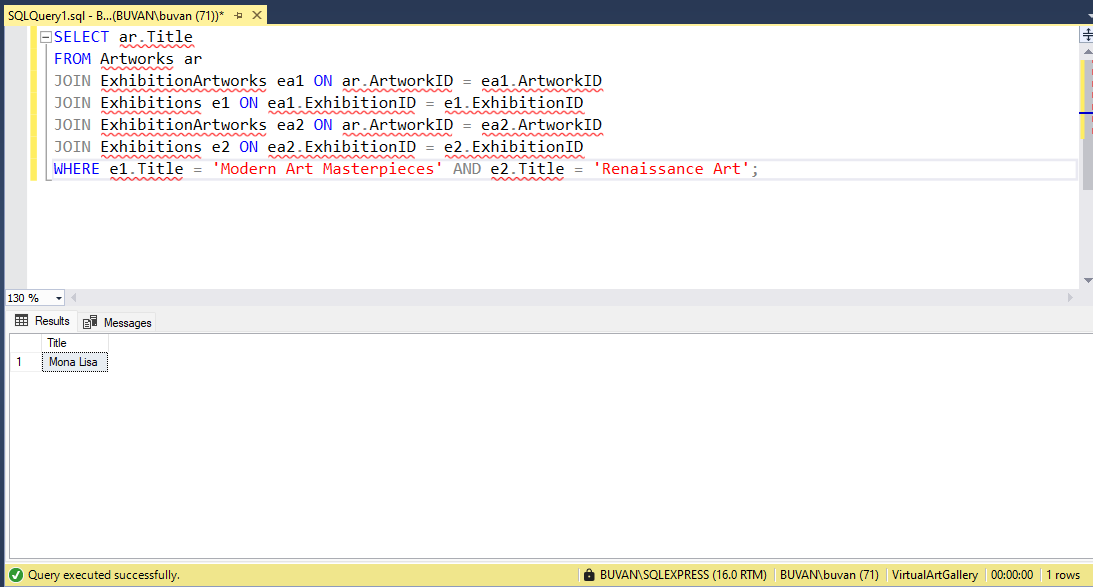 SQLQuery1.sql - B...(BUVAN\buvan (71))*
SELECT ar.Title
FROM Artworks ar
JOIN ExhibitionArtworks ea1 ON ar.ArtworkID = ea1.ArtworkID
JOIN Exhibitions e1 ON ea1.ExhibitionID = e1.ExhibitionID
JOIN ExhibitionArtworks ea2 ON ar.ArtworkID = ea2.ArtworkID
JOIN Exhibitions e2 ON ea2.ExhibitionID = e2.ExhibitionID
WHERE e1.Title = 'Modern Art Masterpieces' AND e2.Title = 'Renaissance Art';
130 %
Results Messages
Title
1 Mona Lisa
Query executed successfully. BUVAN\SQLEXPRESS (16.0 RTM) BUVAN\buvan (71) VirtualArtGallery 00:00:00 1 rows